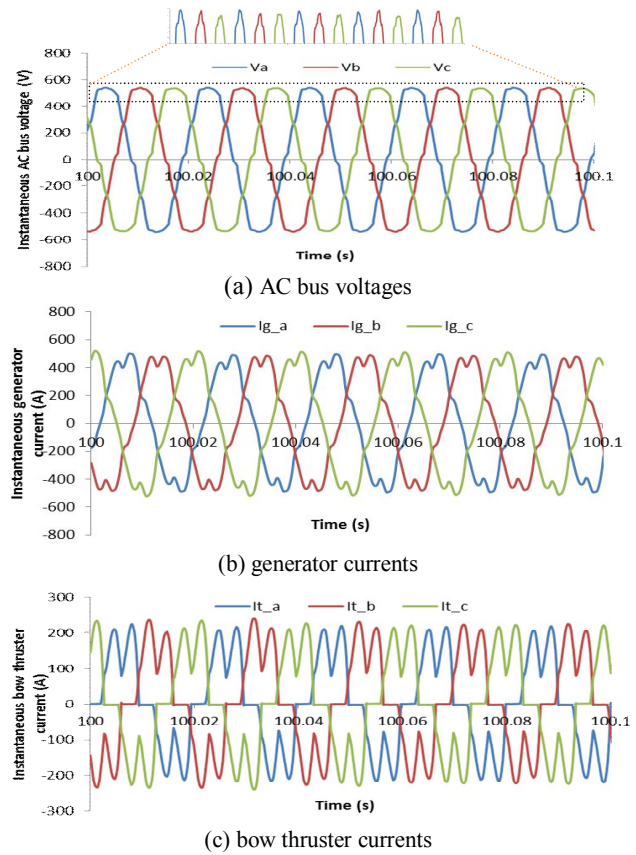 Instantaneous AC bus voltage (V)
800
600
400
200
0
-200
-400
-600
-800
Va Vb Vc
100 100.02 100.04 100.06 100.08 100.1
Time (s)
(a) AC bus voltages
Instantaneous generator
current (A)
800
600
400
200
0
-200
-400
-600
-800
Ig_a Ig_b Ig_c
100 100.02 100.04 100.06 100.08 100.1
Time (s)
(b) generator currents
Instantaneous bow thruster
current (A)
300
200
100
0
-100
-200
-300
It_a It_b It_c
100 100.02 100.04 100.06 100.08 100.1
Time (s)
(c) bow thruster currents